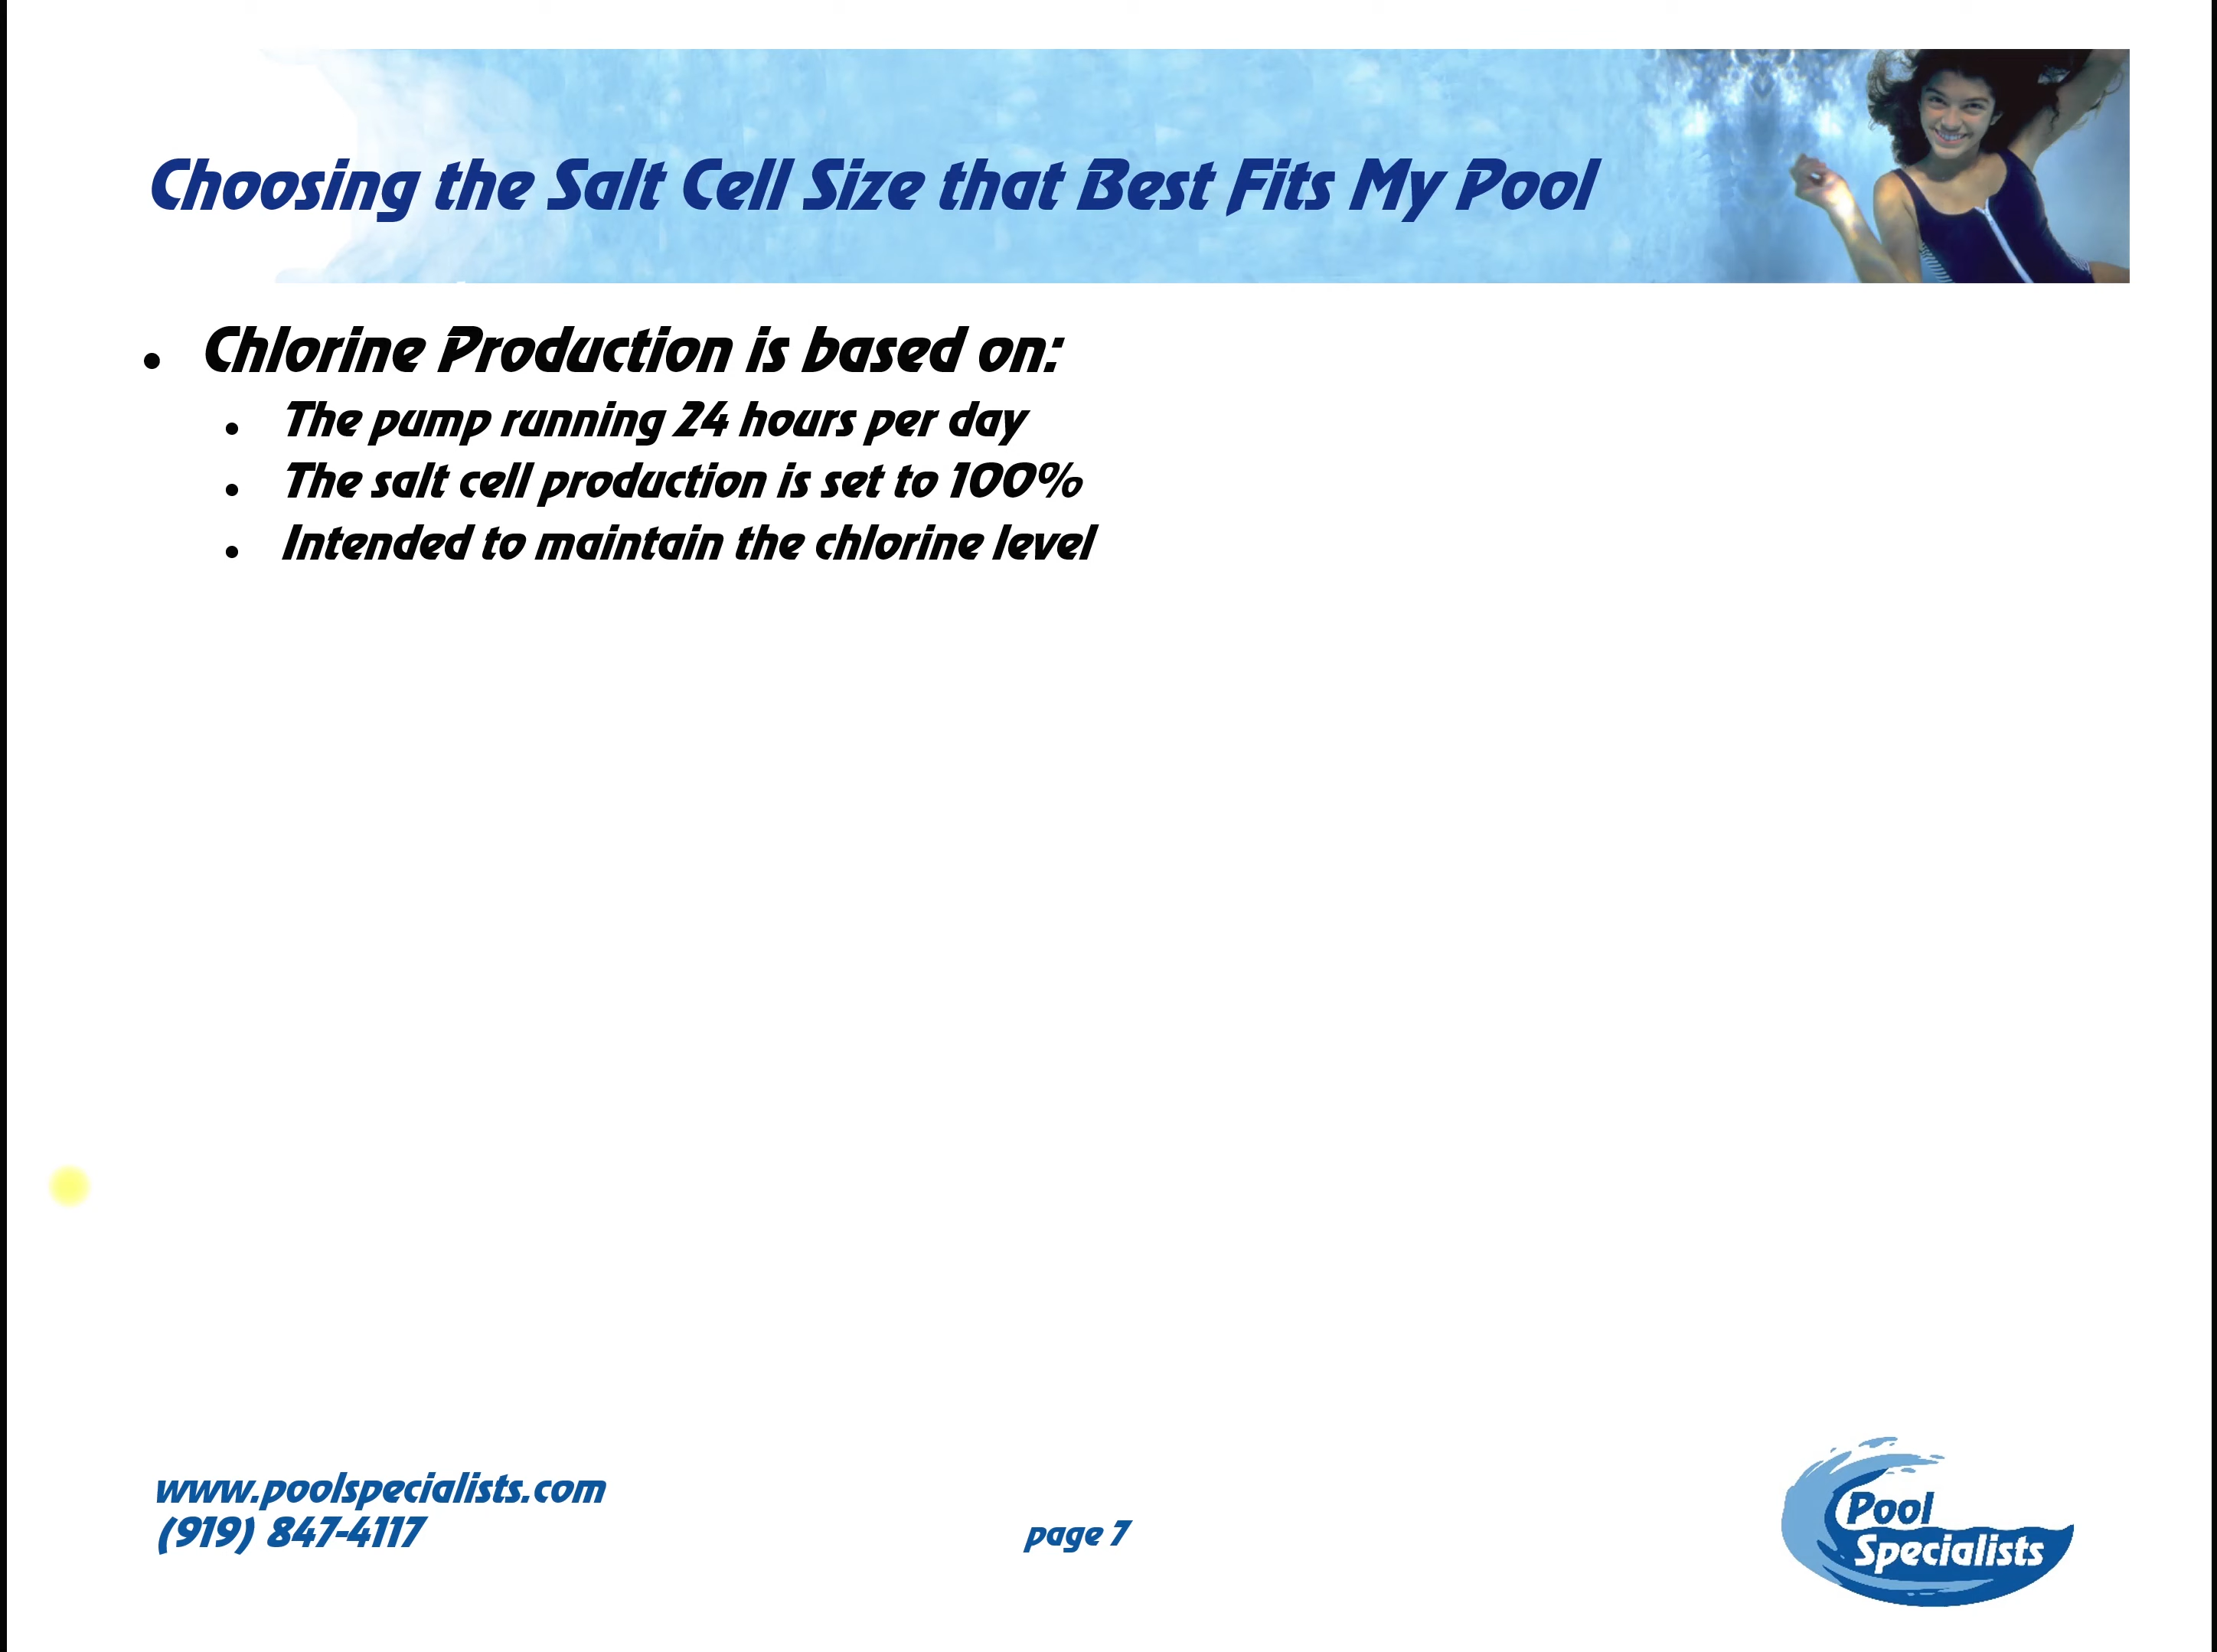 Choosing the Salt Cell Size that Best Fits My Pool
• Chlorine Production is based on:
• The pump running 24 hours per day
• The salt cell production is set to 100%
• Intended to maintain the chlorine level
www.poolspecialists.com
(919) 847-4117
page 7
Pool
Specialists